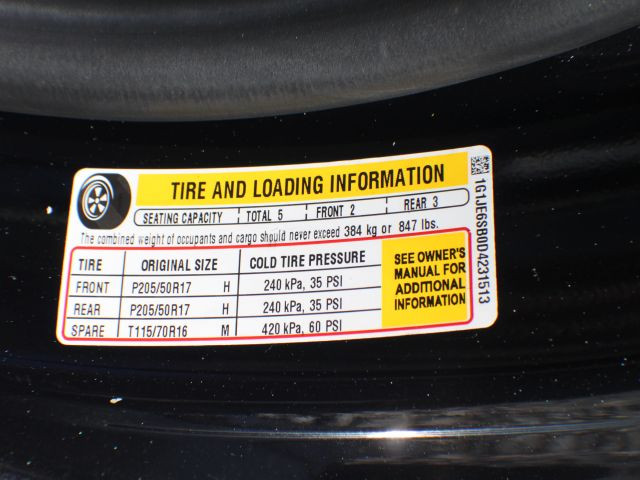 TIRE AND LOADING INFORMATION
SEATING CAPACITY TOTAL 5 FRONT 2 REAR 3
The combined weight of occupants and cargo should never exceed 384 kg or 847 lbs.
TIRE ORIGINAL SIZE COLD TIRE PRESSURE
FRONT P205/50R17 H 240 kPa, 35 PSI
REAR P205/50R17 H 240 kPa, 35 PSI
SPARE T115/70R16 M 420 kPa, 60 PSI
SEE OWNER'S
MANUAL FOR
ADDITIONAL
INFORMATION
1G1JE6SB0D4231513